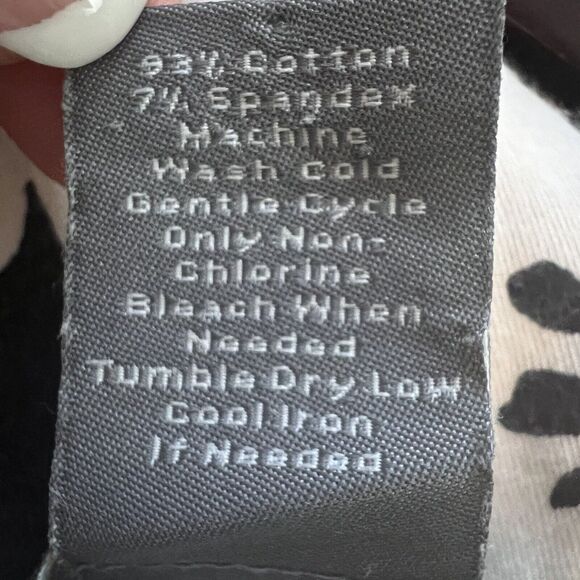 93% Cotton
7% Spandex
Machine
Wash Cold
Gentle Cycle
Only Non-
Chlorine
Bleach When
Needed
Tumble Dry Low
Cool Iron
If Needed